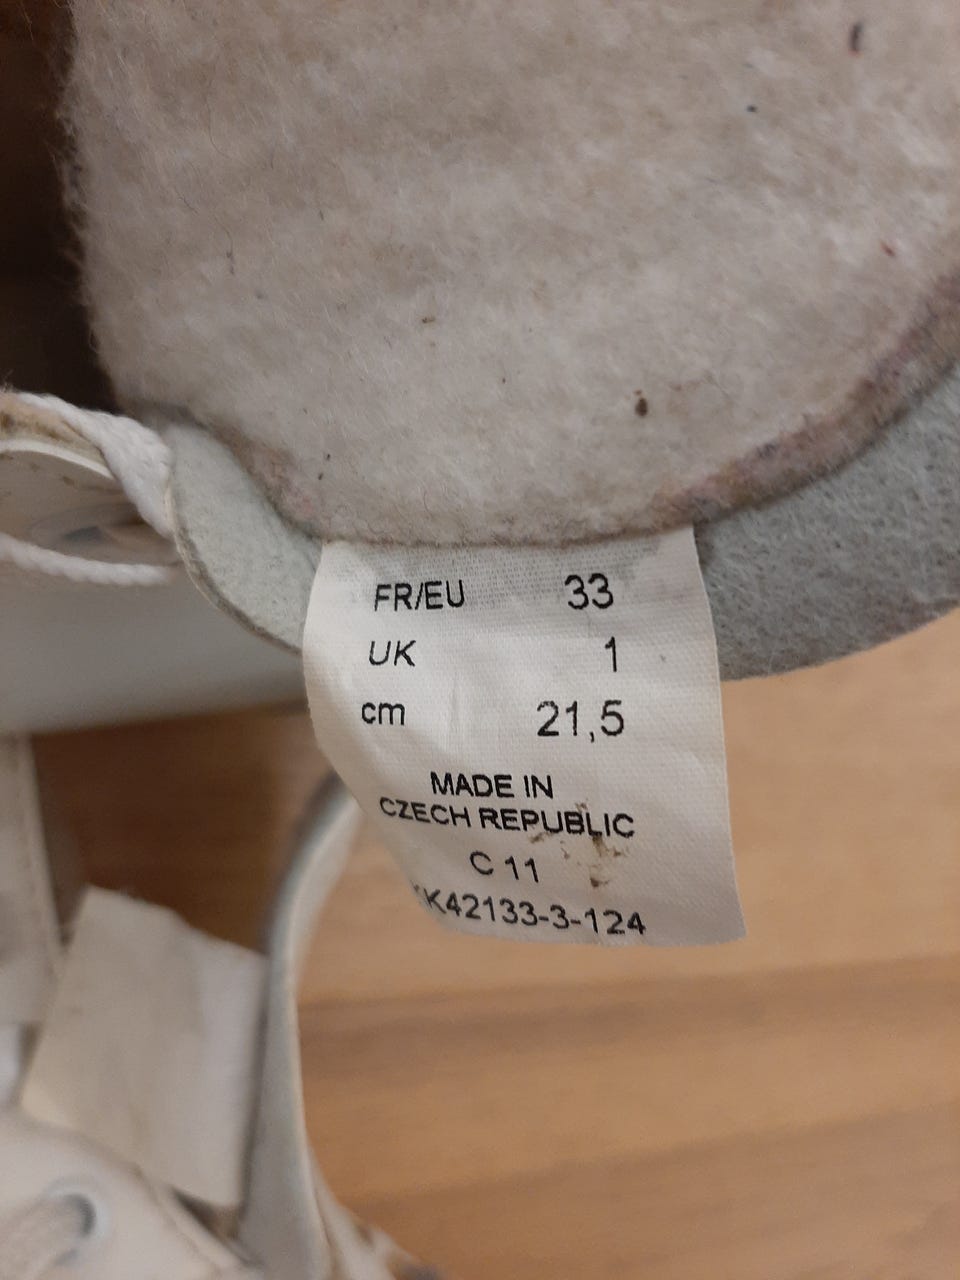 FR/EU 33
UK 1
cm 21,5
MADE IN
CZECH REPUBLIC
C 11
K42133-3-124